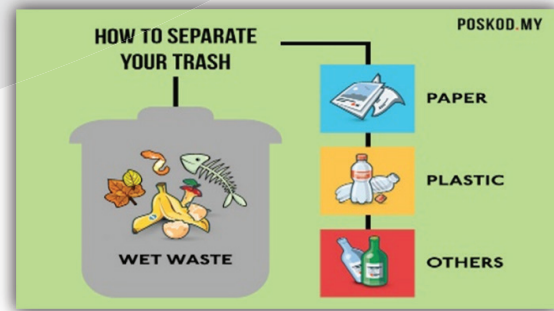 POSKOD.MY
HOW TO SEPARATE
YOUR TRASH
PAPER
PLASTIC
WET WASTE
OTHERS